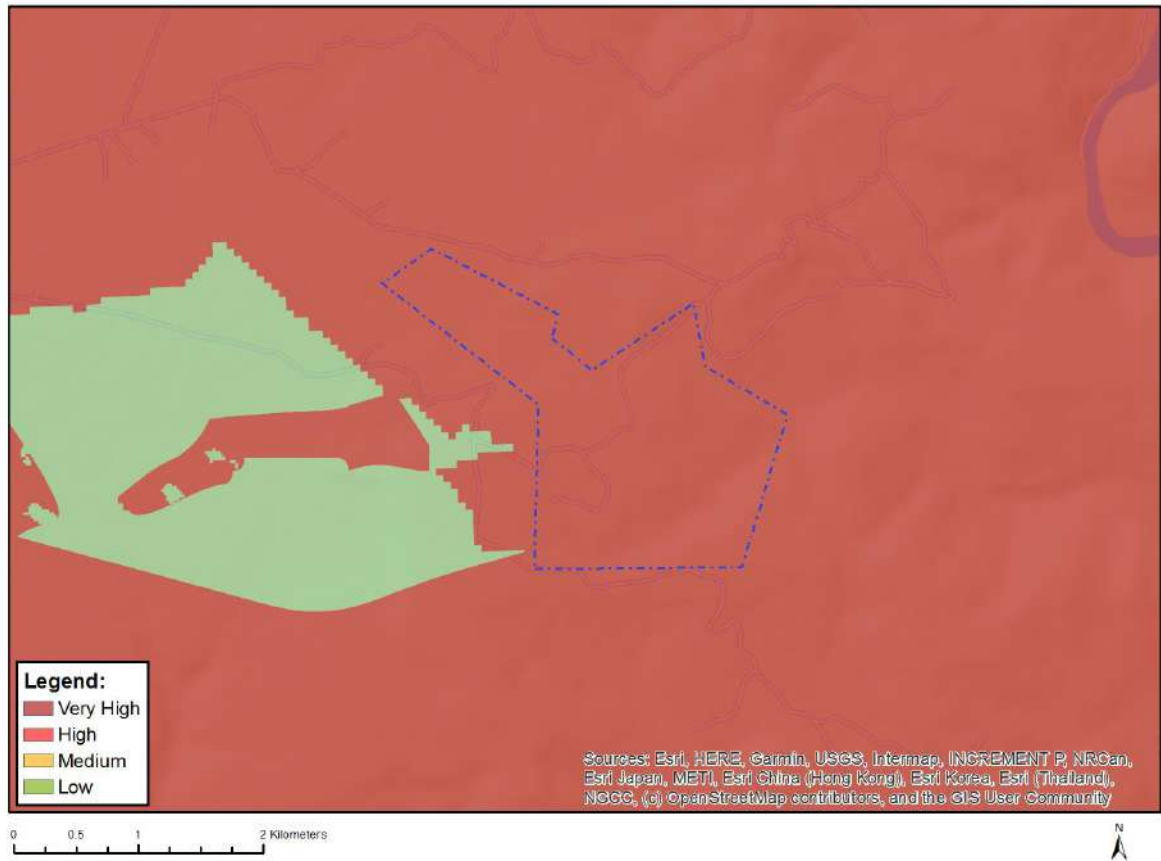 Legend:
Very High
High
Medium
Low
Sources: Esri, HERE, Garmin, USGS, Intermap, INCREMENT P, NRCan,
Esri Japan, METI, Esri China (Hong Kong), Esri Korea, Esri (Thailand),
NGCC, (c) OpenStreetMap contributors, and the GIS User Community
0 0.5 1 2 Kilometers
N